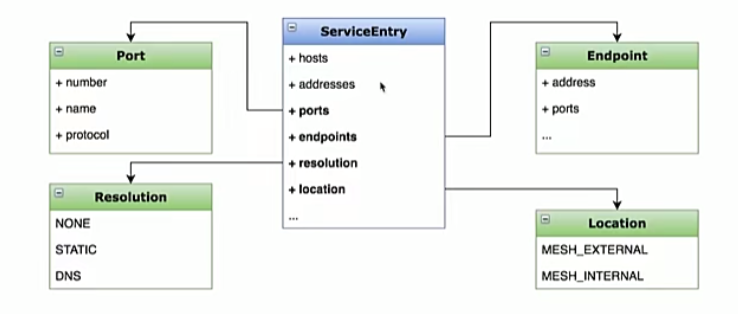 ServiceEntry
+ hosts
+ addresses
+ ports
+ endpoints
+ resolution
+ location
...
Port
+ number
+ name
+ protocol
Resolution
NONE
STATIC
DNS
Endpoint
+ address
+ ports
...
Location
MESH_EXTERNAL
MESH_INTERNAL